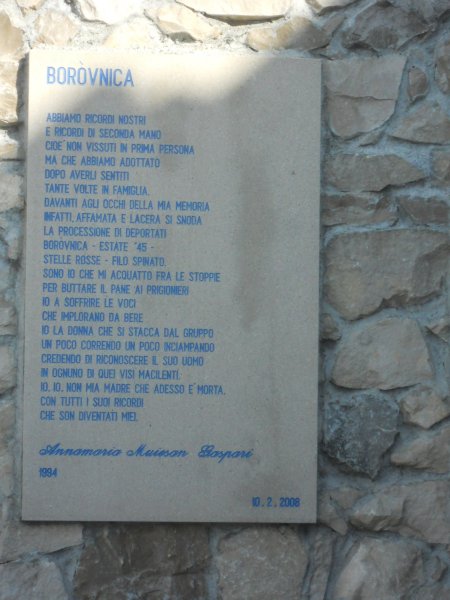 BORÒVNICA
ABBIAMO RICORDI NOSTRI
E RICORDI DI SECONDA MANO
CIOE' NON VISSUTI IN PRIMA PERSONA
MA CHE ABBIAMO ADOTTATO
DOPO AVERLI SENTITI
TANTE VOLTE IN FAMIGLIA.
DAVANTI AGLI OCCHI DELLA MIA MEMORIA
INFATTI, AFFAMATA E LACERA SI SNODA
LA PROCESSIONE DI DEPORTATI
BORÒVNICA - ESTATE '45 -
STELLE ROSSE - FILO SPINATO.
SONO IO CHE MI ACQUATTO FRA LE STOPPIE
PER BUTTARE IL PANE AI PRIGIONIERI
IO A SOFFRIRE LE VOCI
CHE IMPLORANO DA BERE
IO LA DONNA CHE SI STACCA DAL GRUPPO
UN POCO CORRENDO UN POCO INCIAMPANDO
CREDENDO DI RICONOSCERE IL SUO UOMO
IN OGNUNO DI QUEI VISI MACILENTI;
IO, IO, NON MIA MADRE CHE ADESSO E' MORTA.
CON TUTTI I SUOI RICORDI
CHE SON DIVENTATI MIEI.
Annamaria Muiesan Gaspari
1994
10.2.2008